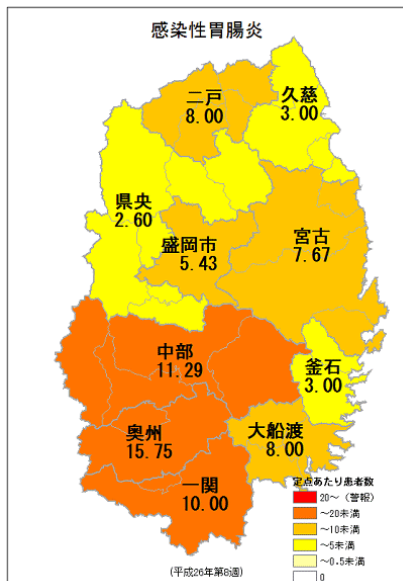 感染性胃腸炎
二戸
8.00
久慈
3.00
県央
2.60
盛岡市
5.43
宮古
7.67
中部
11.29
釜石
3.00
奥州
15.75
大船渡
8.00
一関
10.00
定点あたり患者数
20～（警報）
～20未満
～10未満
～5未満
～0.5未満
0
(平成26年第8週)